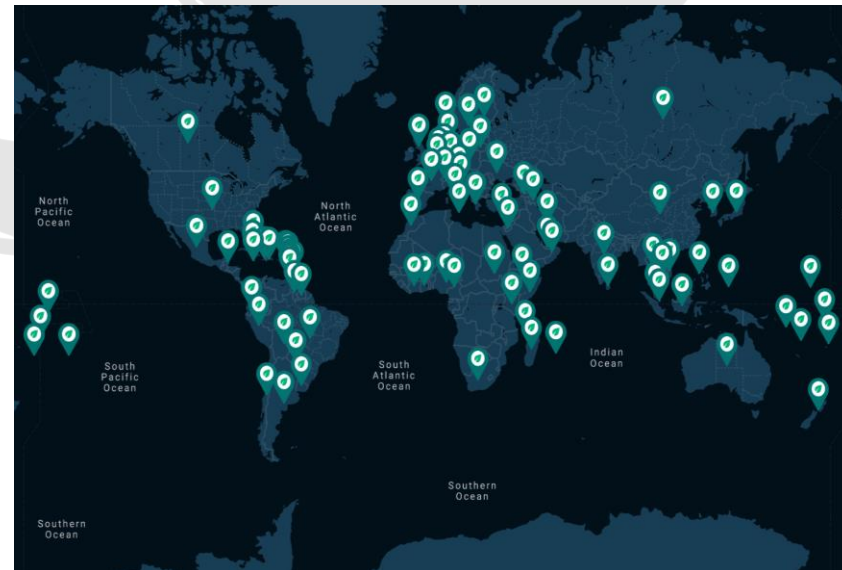 North
Pacific
Ocean
North
Atlantic
Ocean
South
Pacific
Ocean
South
Atlantic
Ocean
Indian
Ocean
Southern
Ocean
Southern
Ocean